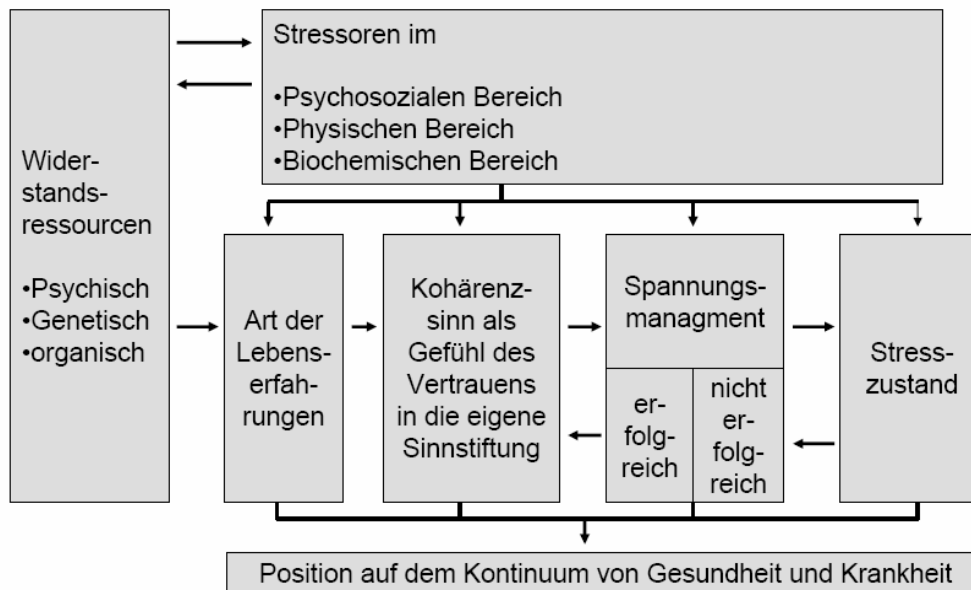 Wider-
stands-
ressourcen
•Psychisch
•Genetisch
•organisch
Stressoren im
•Psychosozialen Bereich
•Physischen Bereich
•Biochemischen Bereich
Art der
Lebens-
erfah-
rungen
Kohärenz-
sinn als
Gefühl des
Vertrauens
in die eigene
Sinnstiftung
Spannungs-
managment
er-
folg-
reich
nicht
er-
folg-
reich
Stress-
zustand
Position auf dem Kontinuum von Gesundheit und Krankheit